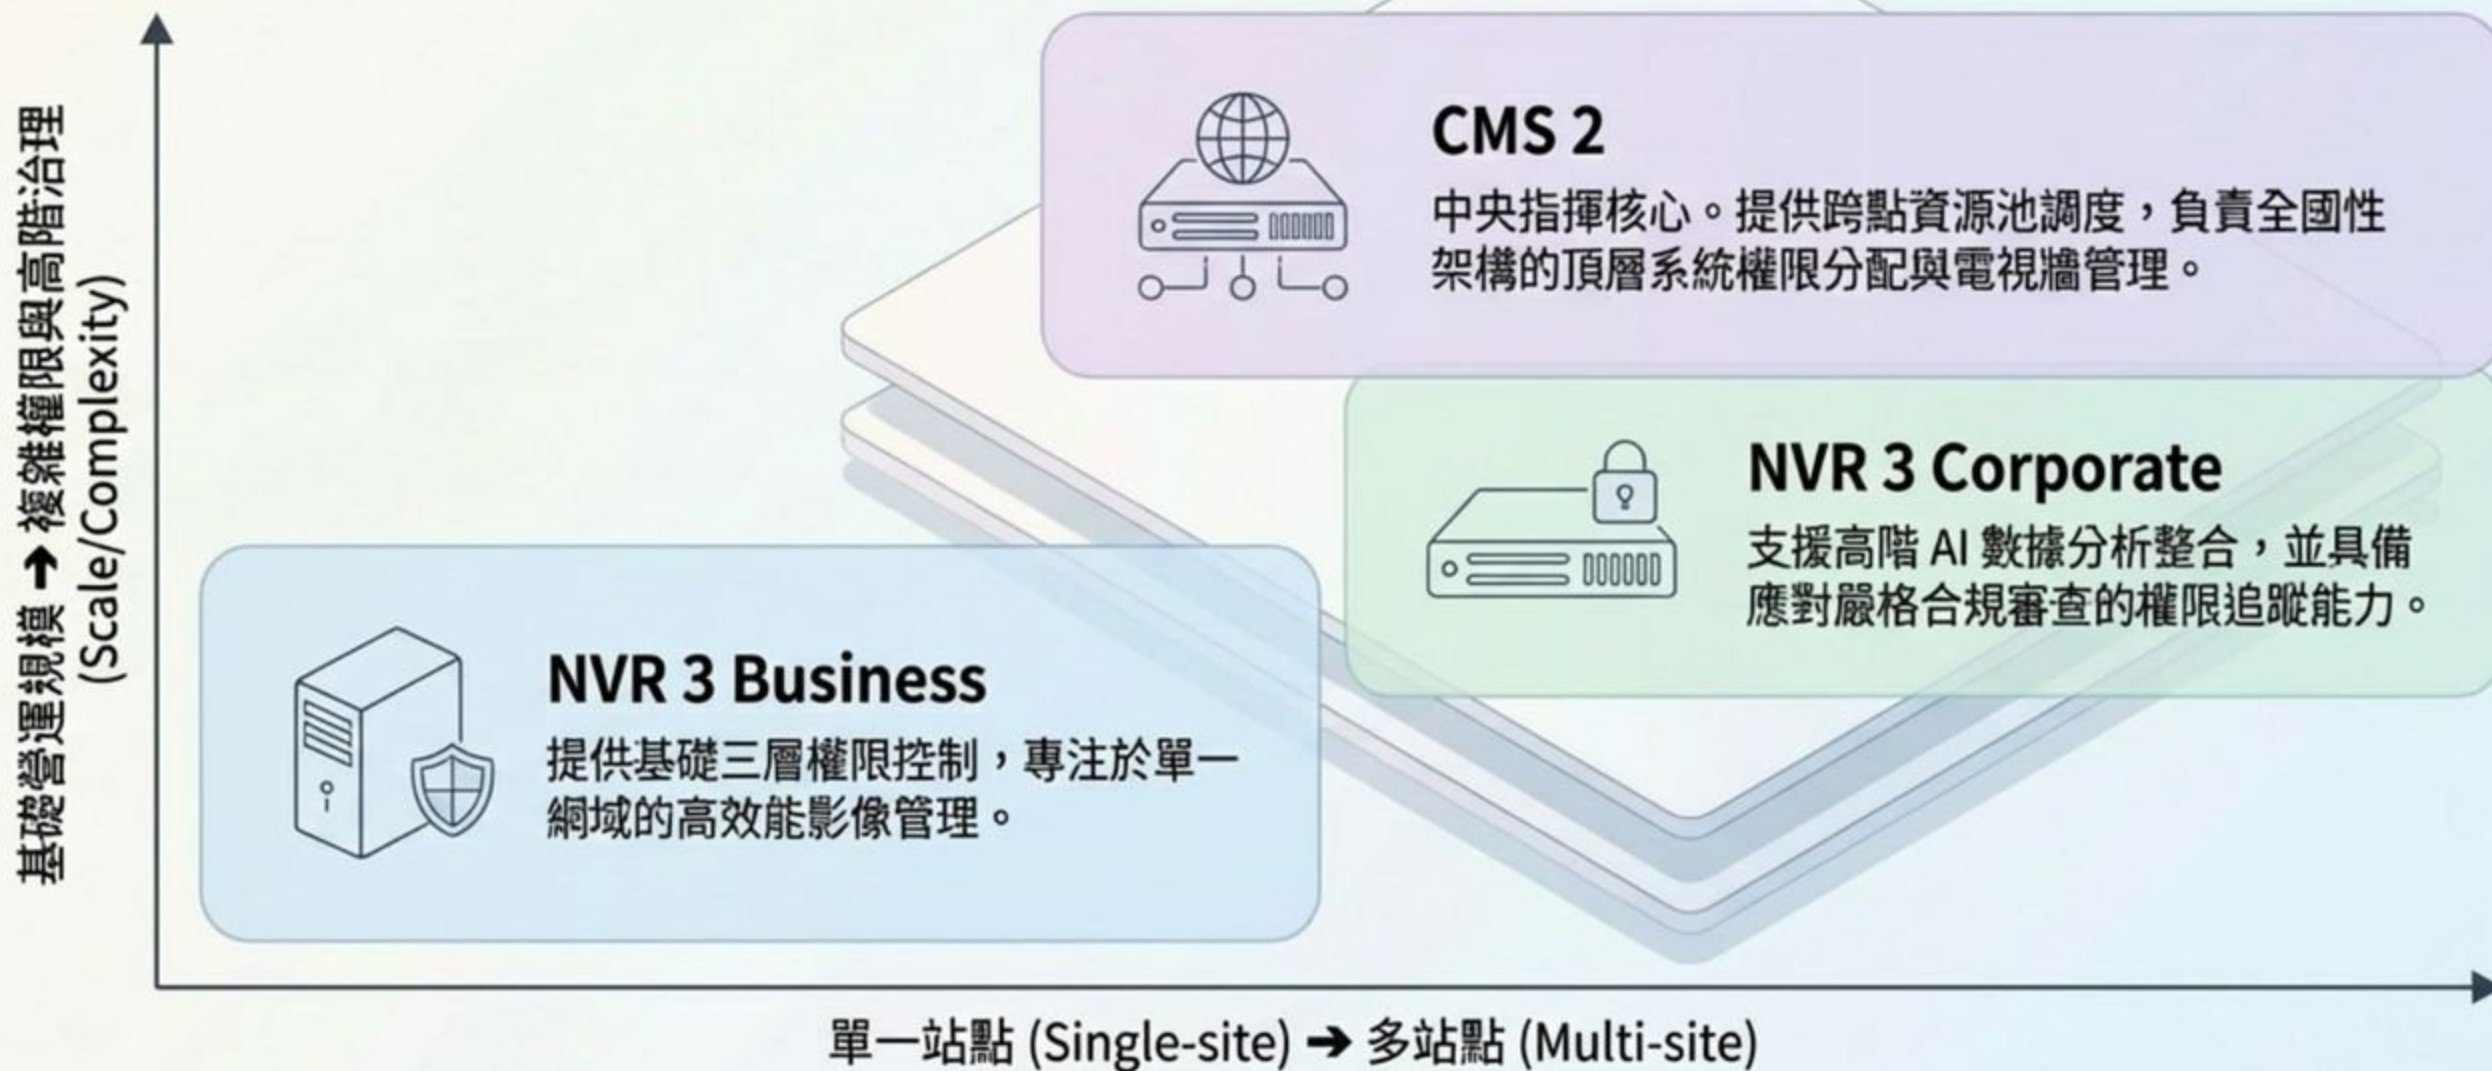 基礎營運規模 ➔ 複雜權限與高階治理
(Scale/Complexity)
CMS 2
中央指揮核心。提供跨點資源池調度，負責全國性
架構的頂層系統權限分配與電視牆管理。
NVR 3 Corporate
支援高階 AI 數據分析整合，並具備
應對嚴格合規審查的權限追蹤能力。
NVR 3 Business
提供基礎三層權限控制，專注於單一
網域的高效能影像管理。
單一站點 (Single-site) ➔ 多站點 (Multi-site)